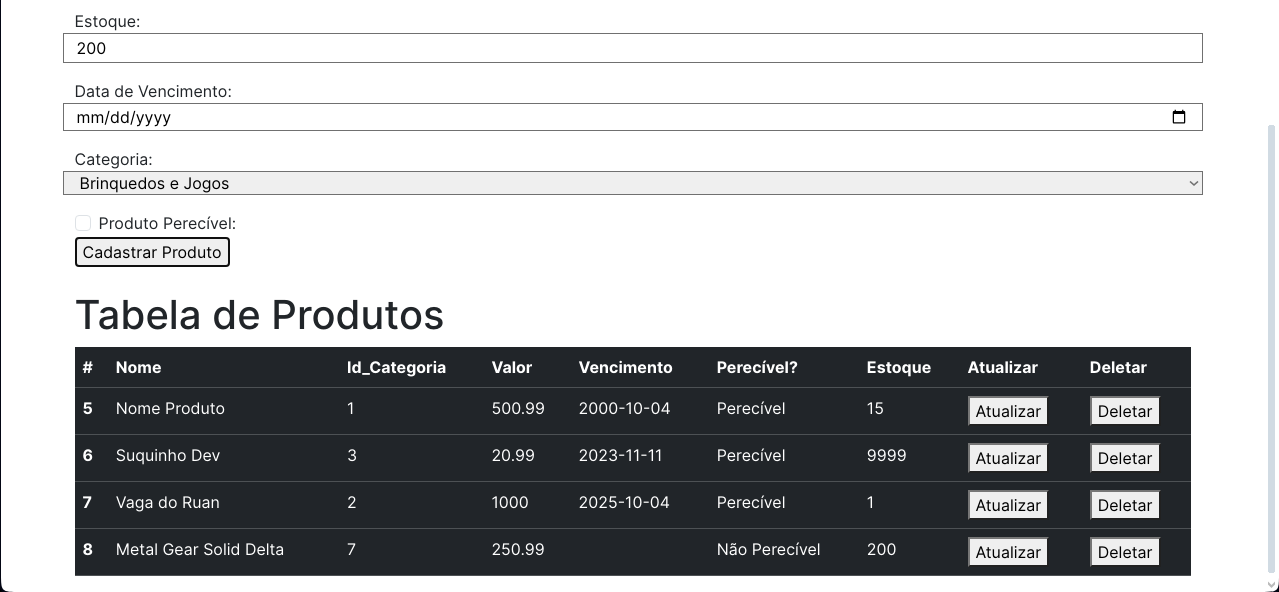 Estoque:
200
Data de Vencimento:
mm/dd/yyyy
Categoria:
Brinquedos e Jogos
Produto Perecível:
Cadastrar Produto
Tabela de Produtos
# Nome Id_Categoria Valor Vencimento Perecível? Estoque Atualizar Deletar
5 Nome Produto 1 500.99 2000-10-04 Perecível 15 Atualizar Deletar
6 Suquinho Dev 3 20.99 2023-11-11 Perecível 9999 Atualizar Deletar
7 Vaga do Ruan 2 1000 2025-10-04 Perecível 1 Atualizar Deletar
8 Metal Gear Solid Delta 7 250.99 Não Perecível 200 Atualizar Deletar